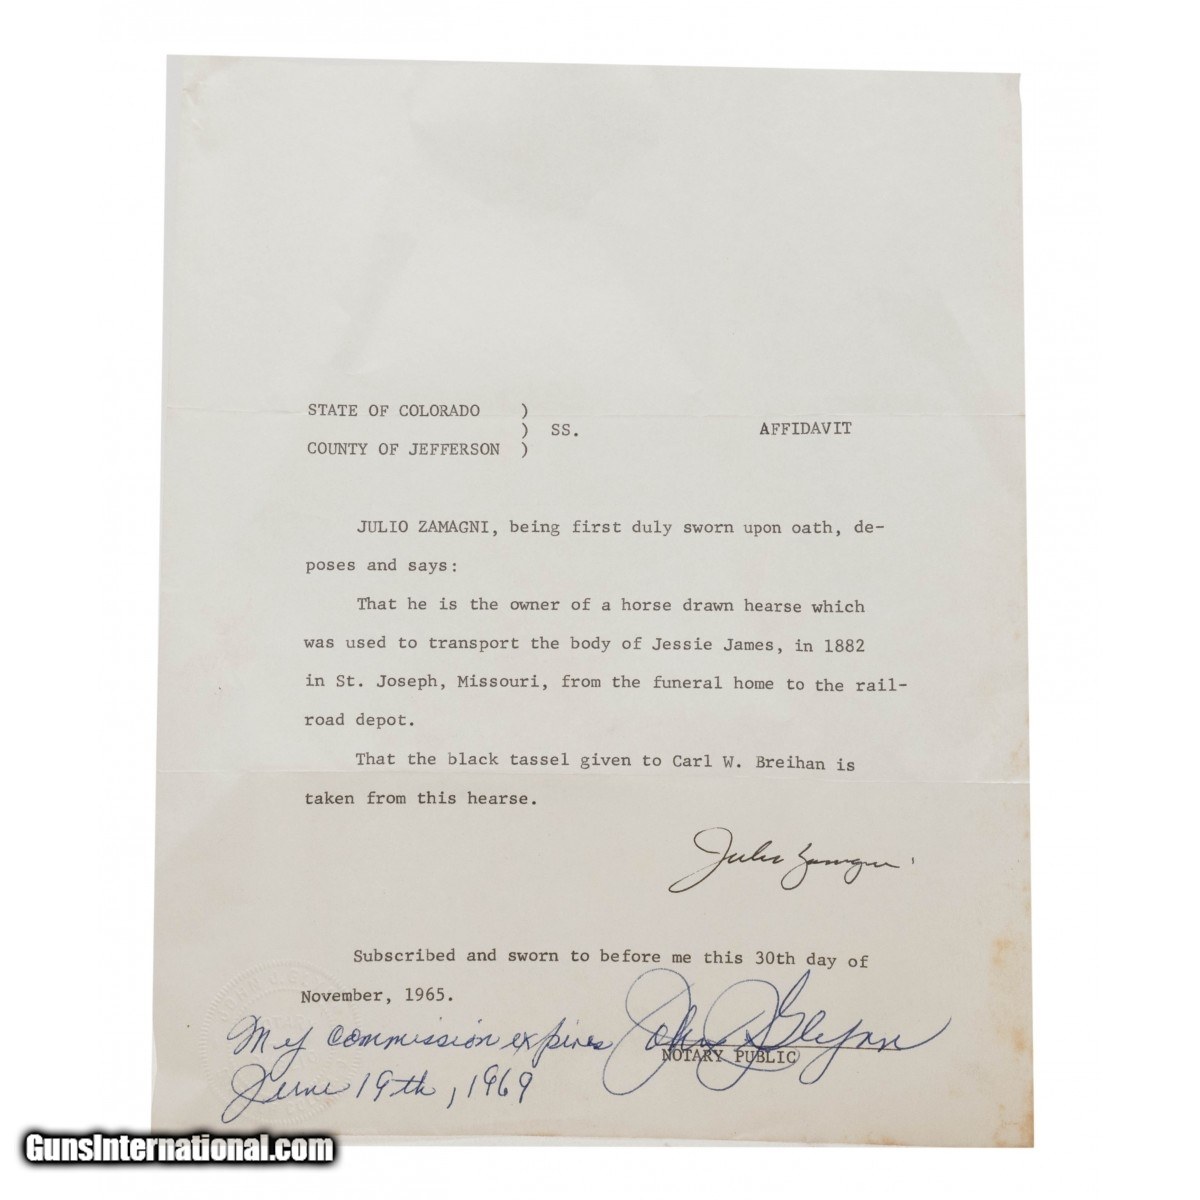 STATE OF COLORADO )
) SS. AFFIDAVIT
COUNTY OF JEFFERSON )
JULIO ZAMAGNI, being first duly sworn upon oath, de-
poses and says:
That he is the owner of a horse drawn hearse which
was used to transport the body of Jessie James, in 1882
in St. Joseph, Missouri, from the funeral home to the rail-
road depot.
That the black tassel given to Carl W. Breihan is
taken from this hearse.
Julio Zamagni
Subscribed and sworn to before me this 30th day of
November, 1965.
My commission expires John
NOTARY PUBLIC
June 19th, 1969
GunsInternational.com